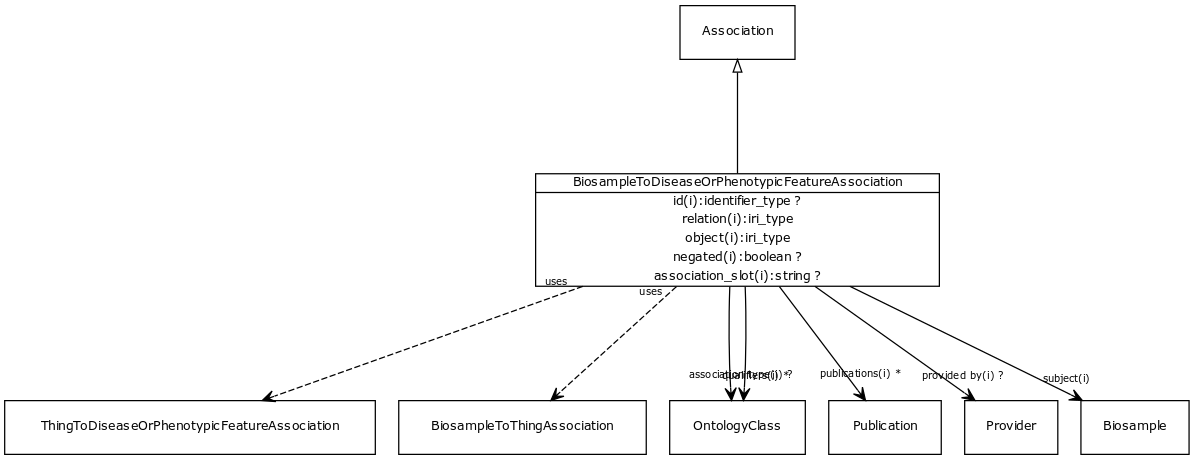 Association
BiosampleToDiseaseOrPhenotypicFeatureAssociation
id(i):identifier_type ?
relation(i):iri_type
object(i):iri_type
negated(i):boolean ?
association_slot(i):string ?
uses
uses
association type(i) ?
qualifiers(i) *
publications(i) *
provided by(i) ?
subject(i)
ThingToDiseaseOrPhenotypicFeatureAssociation
BiosampleToThingAssociation
OntologyClass
Publication
Provider
Biosample